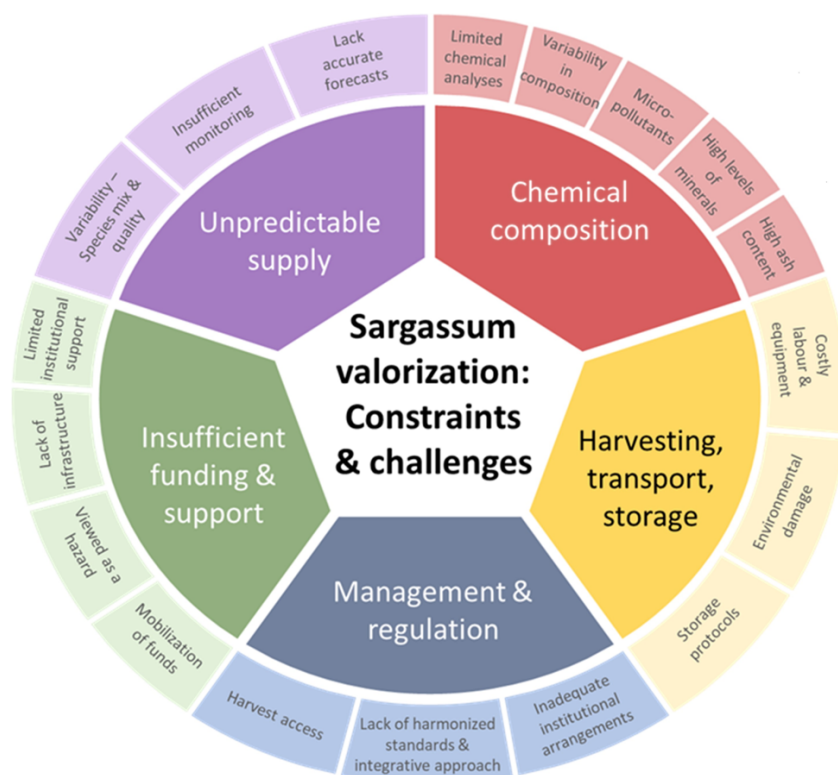 Sargassum
valorization:
Constraints
& challenges
Chemical
composition
Limited
chemical
analyses
Variability
in
composition
Micro-
pollutants
High levels
of
minerals
High ash
content
Harvesting,
transport,
storage
Costly
labour &
equipment
Environmental
damage
Storage
protocols
Management &
regulation
Inadequate
institutional
arrangements
Lack of harmonized
standards &
integrative approach
Harvest access
Insufficient
funding &
support
Mobilization
of funds
Viewed as a
hazard
Lack of
infrastructure
Limited
institutional
support
Unpredictable
supply
Variability –
Species mix &
quality
Insufficient
monitoring
Lack
accurate
forecasts